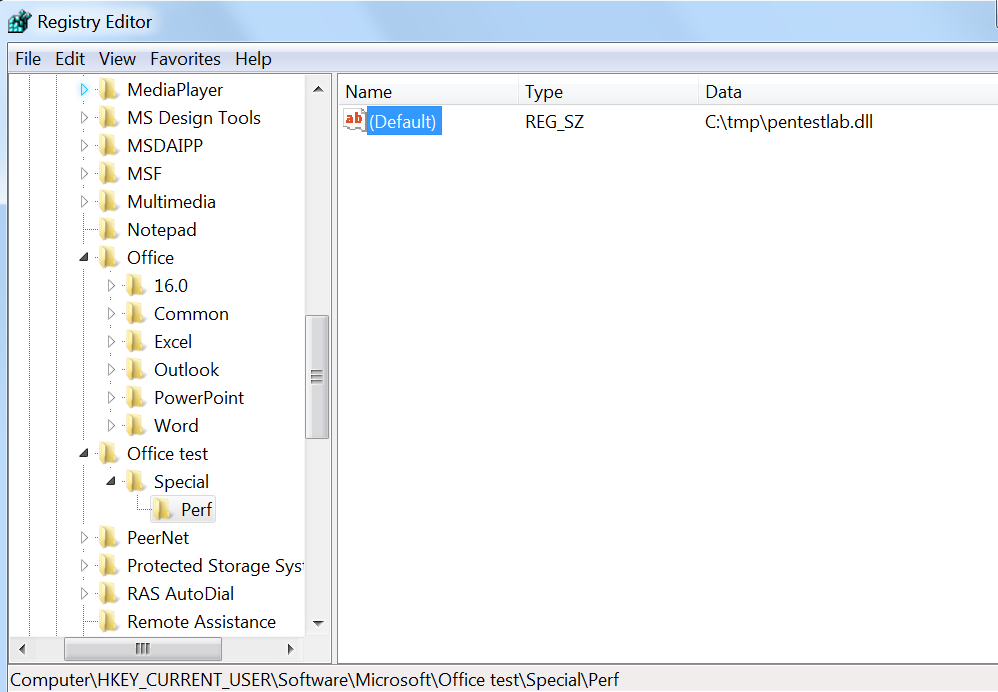 Registry Editor
File Edit View Favorites Help
MediaPlayer
MS Design Tools
MSDAIPP
MSF
Multimedia
Notepad
Office
16.0
Common
Excel
Outlook
PowerPoint
Word
Office test
Special
Perf
PeerNet
Protected Storage Sys
RAS AutoDial
Remote Assistance
Name Type Data
ab (Default) REG_SZ C:\tmp\pentestlab.dll
Computer\HKEY_CURRENT_USER\Software\Microsoft\Office test\Special\Perf